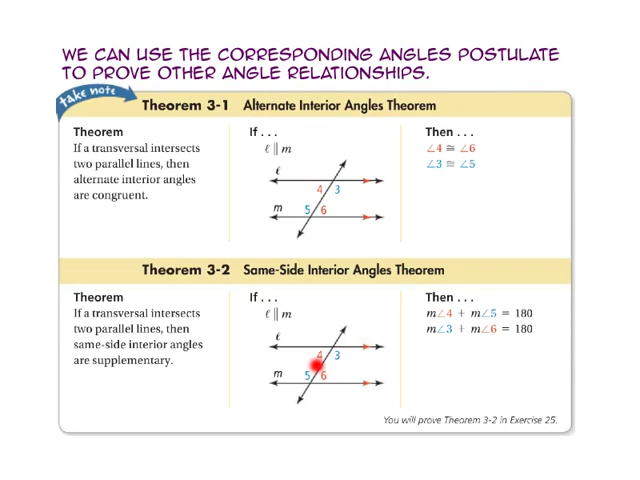 WE CAN USE THE CORRESPONDING ANGLES POSTULATE
TO PROVE OTHER ANGLE RELATIONSHIPS.
take note
Theorem 3-1 Alternate Interior Angles Theorem
Theorem
If a transversal intersects
two parallel lines, then
alternate interior angles
are congruent.
If . . .
ℓ ∥ m
ℓ
4 3
m 5 6
Then . . .
∠4 ≅ ∠6
∠3 ≅ ∠5
Theorem 3-2 Same-Side Interior Angles Theorem
Theorem
If a transversal intersects
two parallel lines, then
same-side interior angles
are supplementary.
If . . .
ℓ ∥ m
ℓ
4 3
m 5 6
Then . . .
m∠4 + m∠5 = 180
m∠3 + m∠6 = 180
You will prove Theorem 3-2 in Exercise 25.